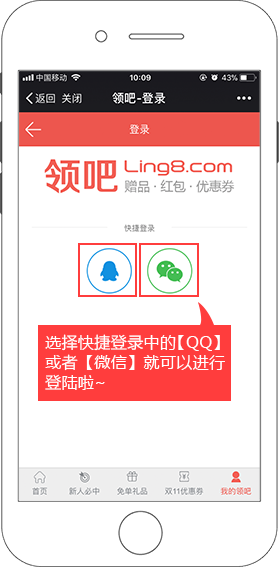 中国移动 10:09 43%
返回 关闭 领吧-登录
登录
领吧 Ling8.com
赠品·红包·优惠券
快捷登录
选择快捷登录中的【QQ】
或者【微信】就可以进行
登陆啦~
首页 新人必中 免单礼品 双11优惠券 我的领吧